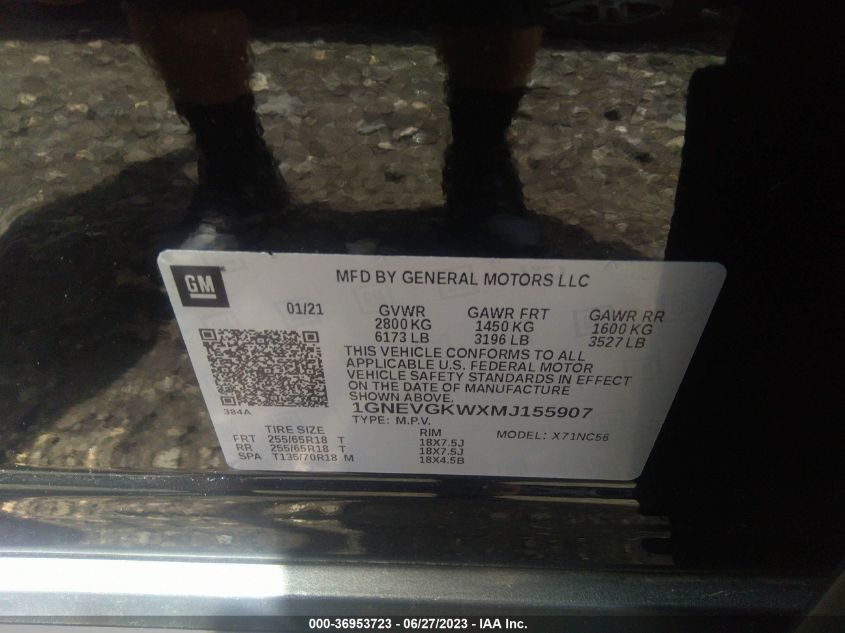 GM
MFD BY GENERAL MOTORS LLC
01/21 GVWR GAWR FRT GAWR RR
2800 KG 1450 KG 1600 KG
6173 LB 3196 LB 3527 LB
THIS VEHICLE CONFORMS TO ALL
APPLICABLE U.S. FEDERAL MOTOR
VEHICLE SAFETY STANDARDS IN EFFECT
ON THE DATE OF MANUFACTURE
SHOWN ABOVE.
384A
1GNEVGKWXMJ155907
TYPE: M.P.V. MODEL: X71NC56
TIRE SIZE RIM
FRT 255/65R18 T 18X7.5J
RR 255/65R18 T 18X7.5J
SPA T135/70R18 M 18X4.5B
000-36953723 - 06/27/2023 - IAA Inc.